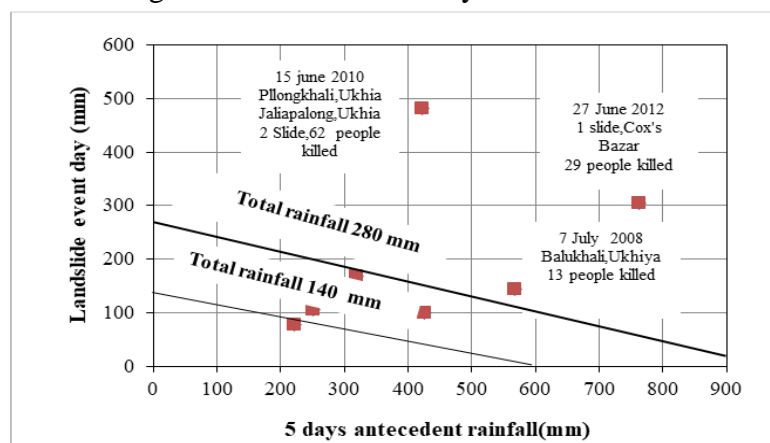 600
500
400
300
200
100
0
Landslide event day (mm)
15 june 2010
Pllongkhali,Ukhia
Jaliapalong,Ukhia
2 Slide,62 people
killed
27 June 2012
1 slide,Cox's
Bazar
29 people killed
Total rainfall 280 mm
7 July 2008
Balukhali,Ukhiya
13 people killed
Total rainfall 140 mm
0 100 200 300 400 500 600 700 800 900
5 days antecedent rainfall(mm)